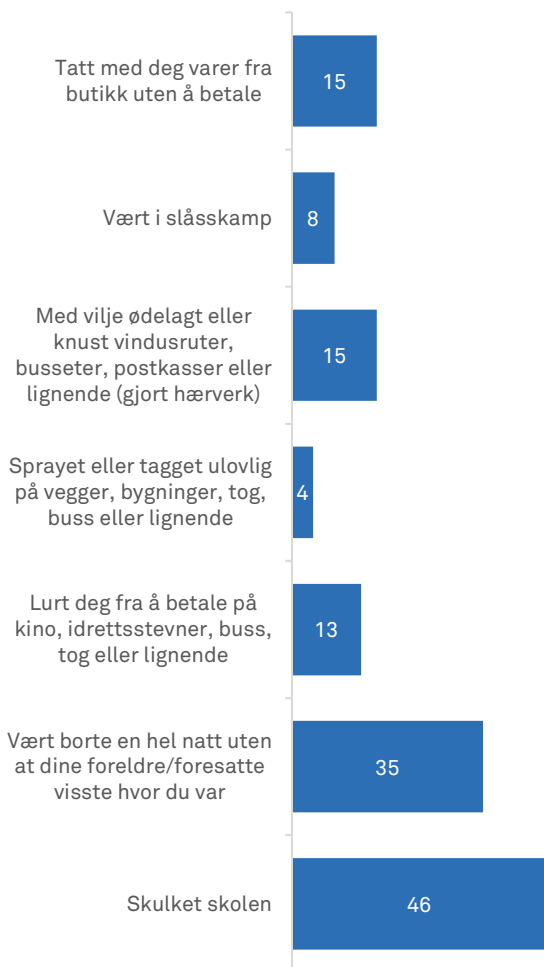 Tatt med deg varer fra
butikk uten å betale
15
Vært i slåsskamp
8
Med vilje ødelagt eller
knust vindusruter,
busseter, postkasser eller
lignende (gjort hærverk)
15
Sprayet eller tagget ulovlig
på vegger, bygninger, tog,
buss eller lignende
4
Lurt deg fra å betale på
kino, idrettsstevner, buss,
tog eller lignende
13
Vært borte en hel natt uten
at dine foreldre/foresatte
visste hvor du var
35
Skulket skolen
46